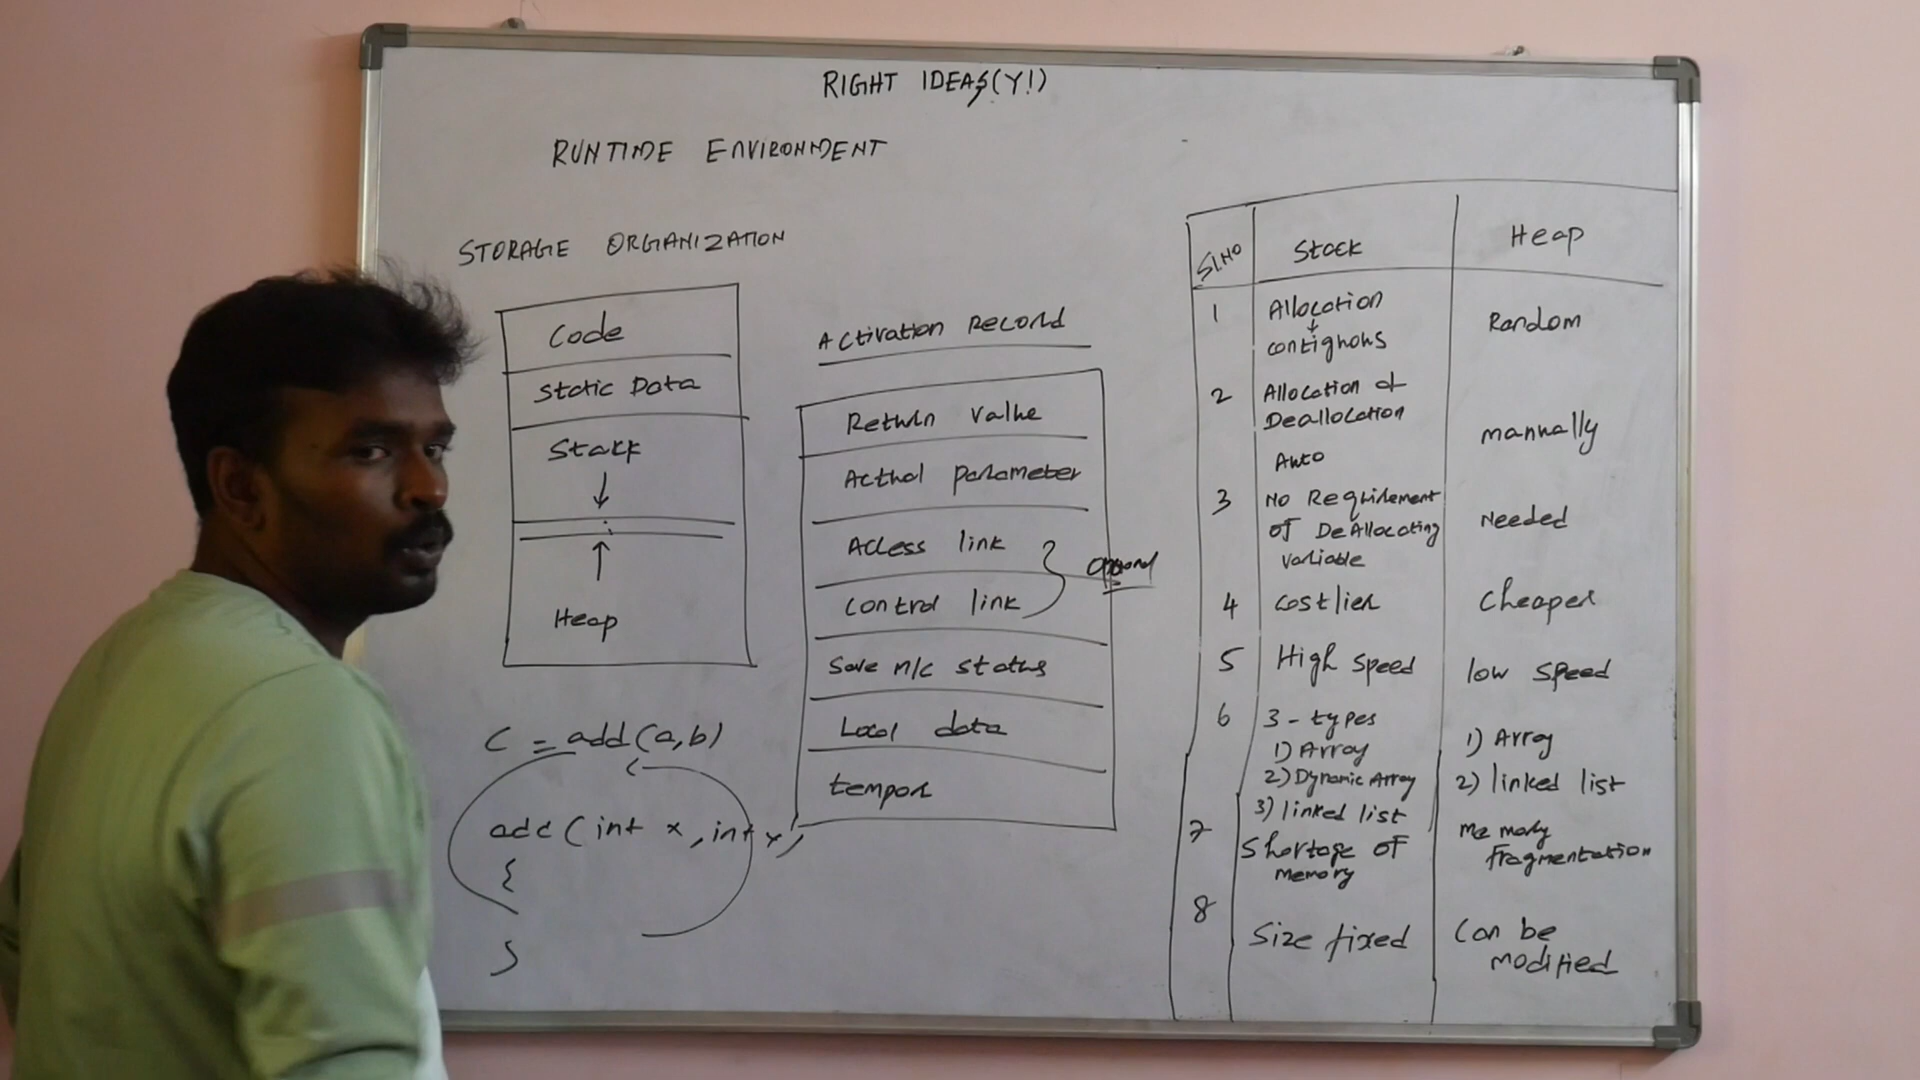 RIGHT IDEAS(Y!)
RUNTIME ENVIRONMENT
STORAGE ORGANIZATION
Code
Static Data
Stack
Heap
C = add(a,b)
add(int x, int y)
{
}
Activation Record
Return value
Actual parameter
Access link
Control link
optional
Save M/c status
Local data
tempor
Sl.No
Stack
Heap
1
Allocation
contiguous
Random
2
Allocation &
Deallocation
Auto
manually
3
No Requirement
of DeAllocating
variable
Needed
4
Costlier
Cheaper
5
High speed
low speed
6
3-types
1) Array
2) Dynamic Array
3) linked list
1) Array
2) linked list
7
Shortage of
Memory
Memory
fragmentation
8
Size fixed
Can be
modified